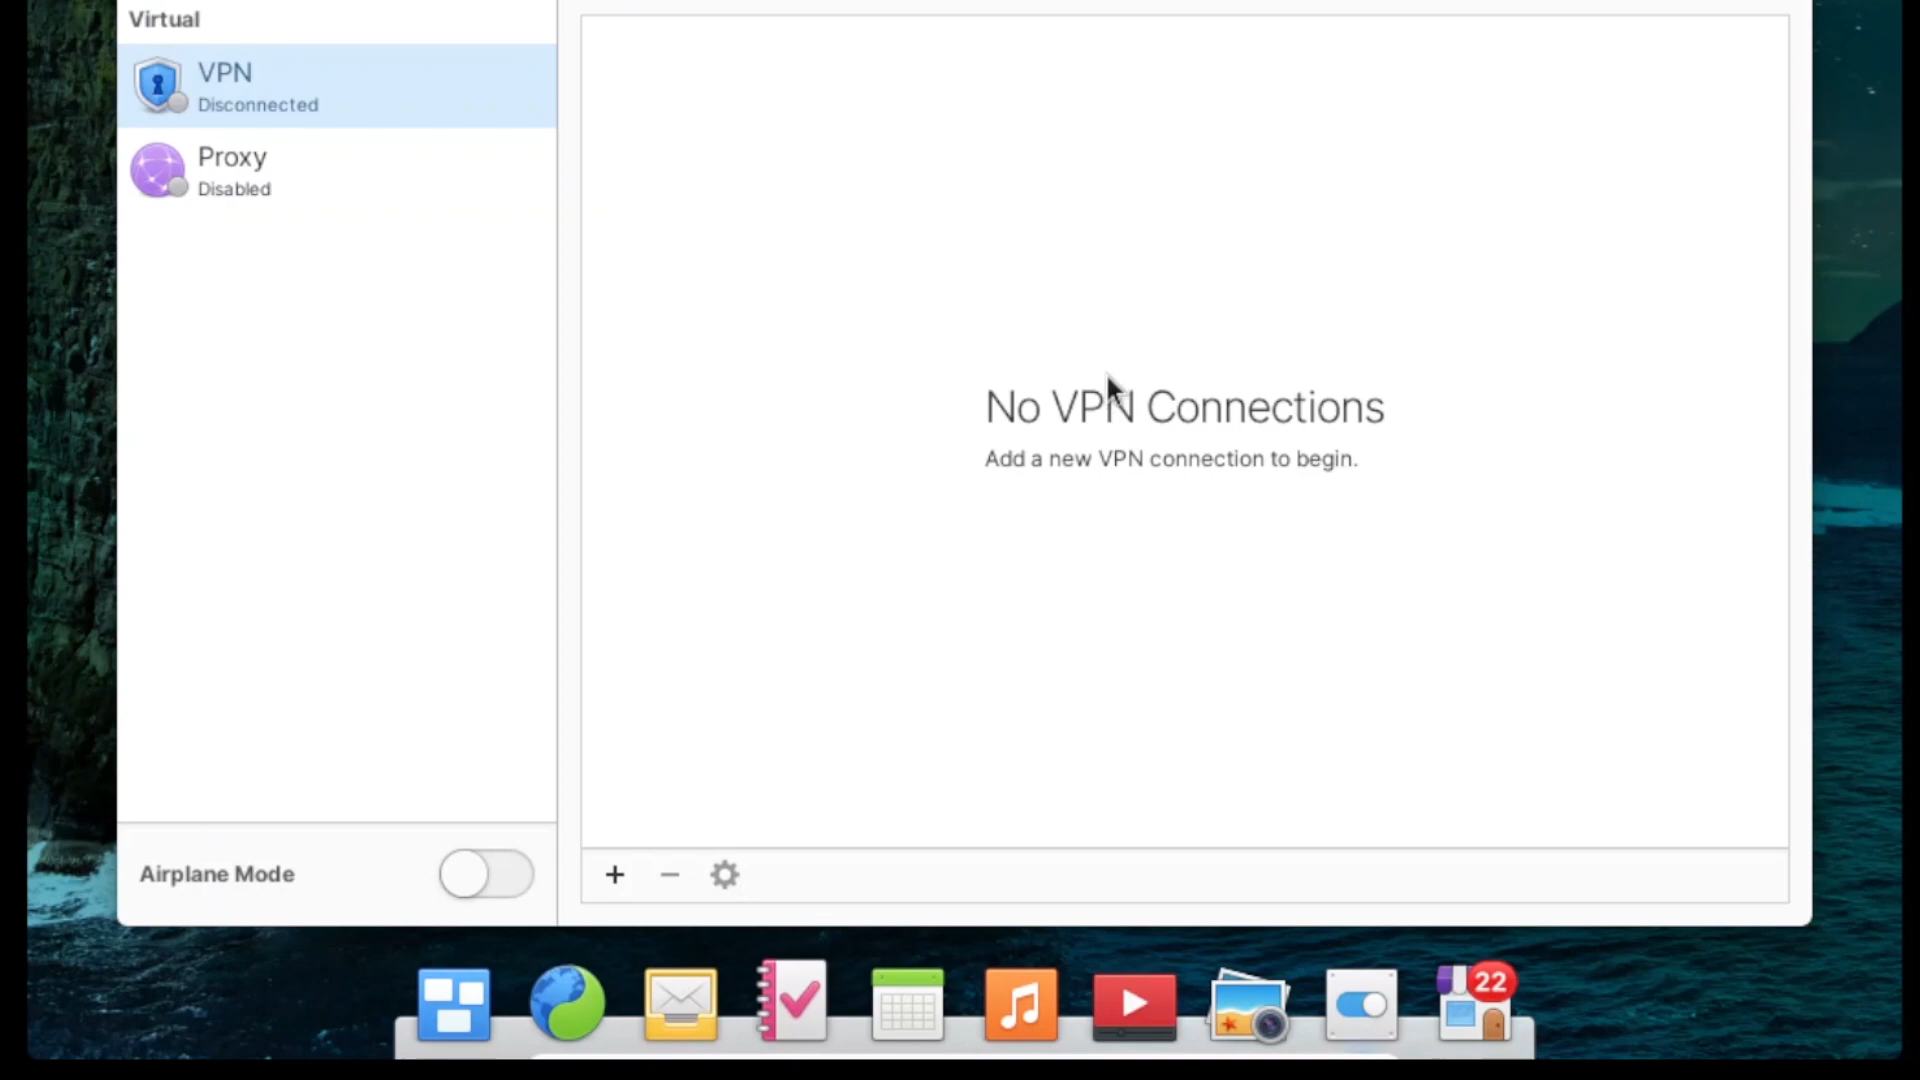 Virtual
VPN
Disconnected
Proxy
Disabled
No VPN Connections
Add a new VPN connection to begin.
Airplane Mode
22